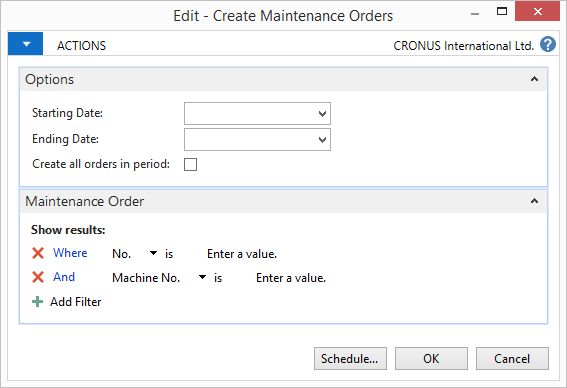 Edit - Create Maintenance Orders
ACTIONS CRONUS International Ltd. ?
Options
Starting Date:
Ending Date:
Create all orders in period:
Maintenance Order
Show results:
Where No. is Enter a value.
And Machine No. is Enter a value.
Add Filter
Schedule... OK Cancel